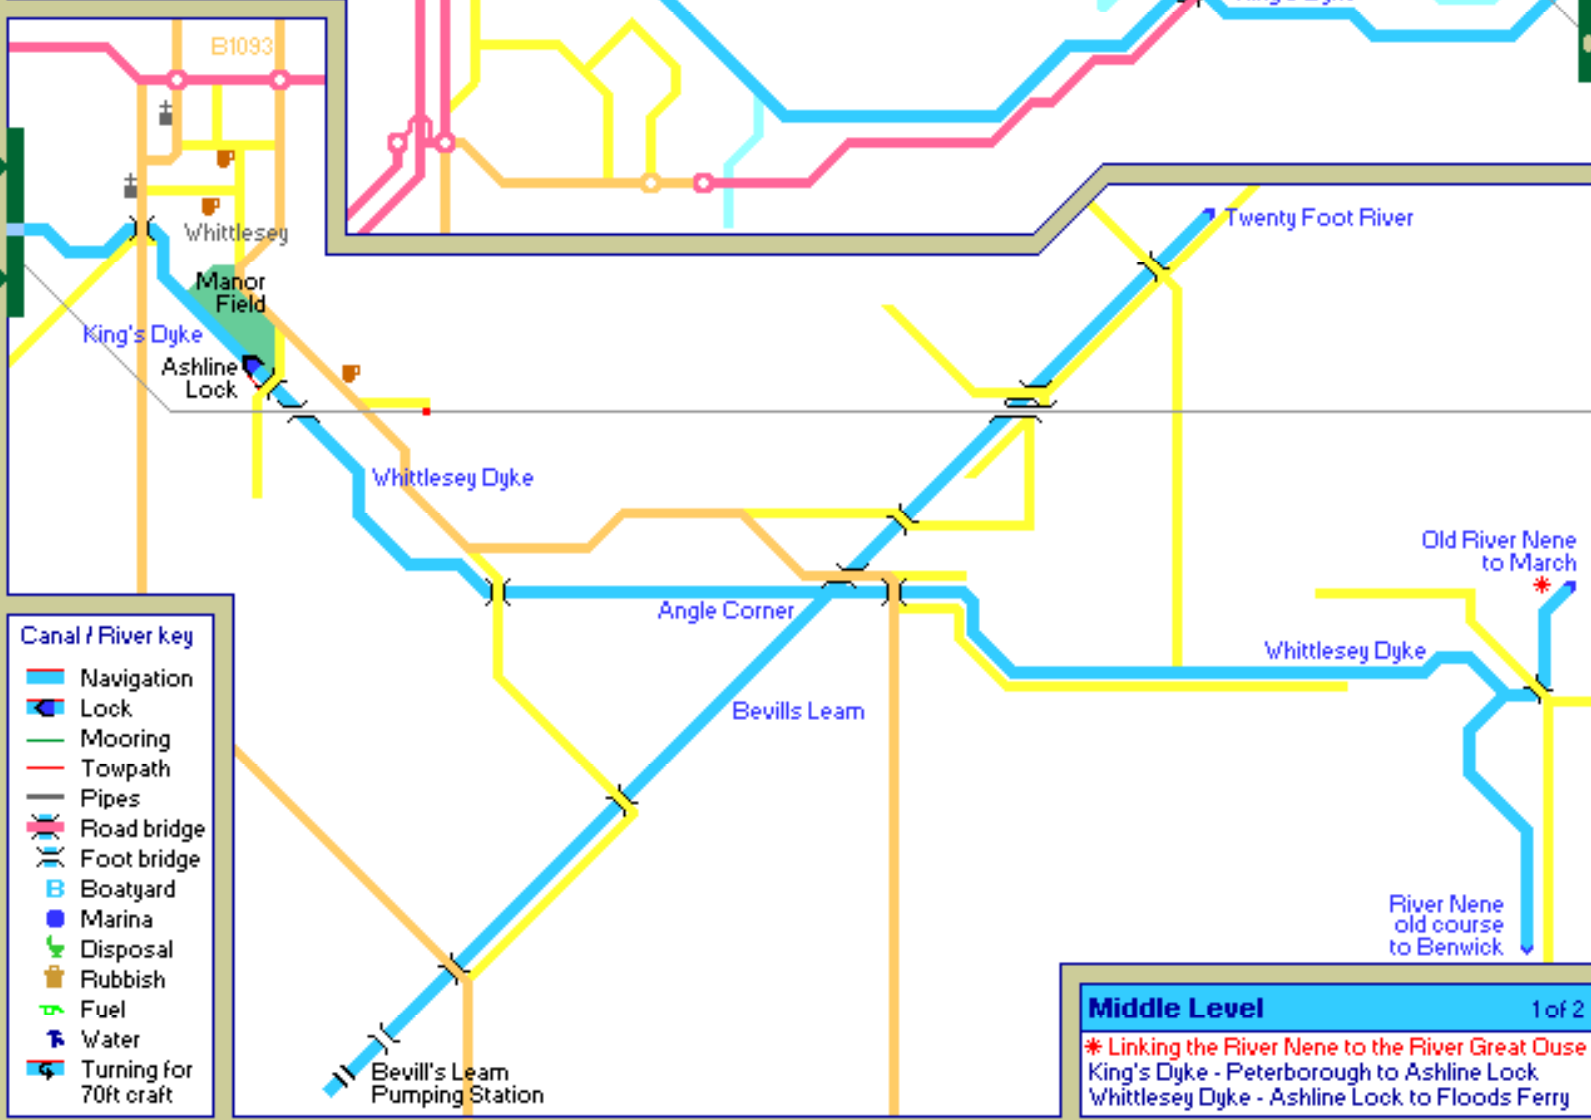 B1093
Whittlesey
Manor
Field
King's Dyke
Ashline
Lock
Twenty Foot River
Whittlesey Dyke
Angle Corner
Bevills Leam
Old River Nene
to March
Whittlesey Dyke
River Nene
old course
to Benwick
Bevill's Leam
Pumping Station
Canal / River key
Navigation
Lock
Mooring
Towpath
Pipes
Road bridge
Foot bridge
B Boatyard
Marina
Disposal
Rubbish
Fuel
Water
Turning for
70ft craft
Middle Level 1 of 2
* Linking the River Nene to the River Great Ouse
King's Dyke - Peterborough to Ashline Lock
Whittlesey Dyke - Ashline Lock to Floods Ferry